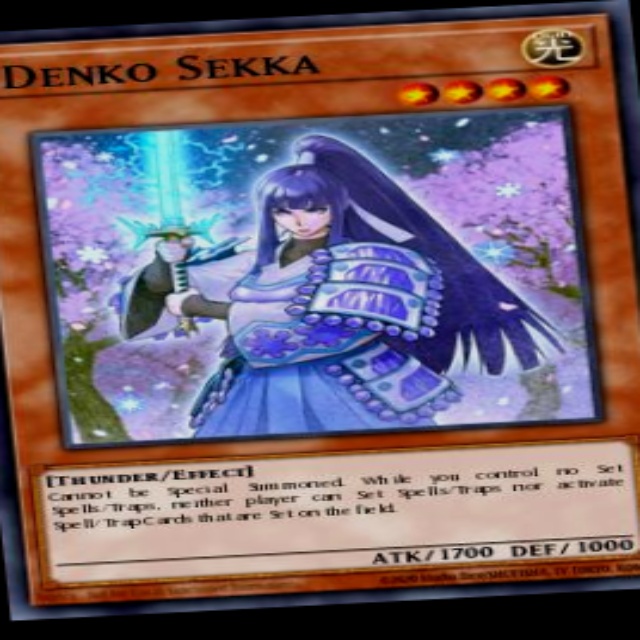 DENKO SEKKA
光
[THUNDER/EFFECT]
Cannot be Special Summoned. While you control no Set
Spells/Traps, neither player can Set Spells/Traps nor activate
Spell/Trap Cards that are Set on the field.
ATK/1700 DEF/1000
©2020